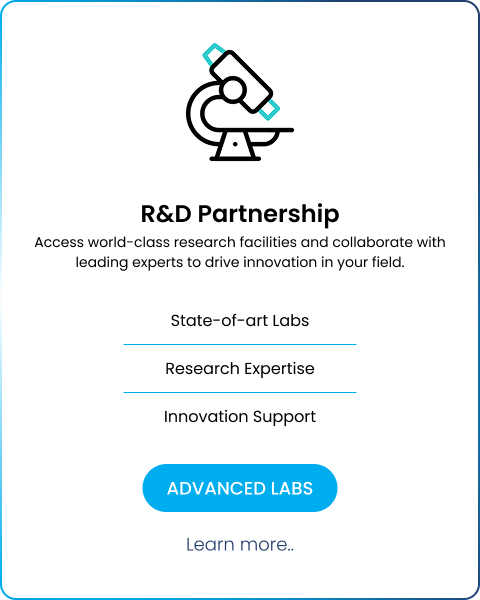 R&D Partnership
Access world-class research facilities and collaborate with
leading experts to drive innovation in your field.
State-of-art Labs
Research Expertise
Innovation Support
ADVANCED LABS
Learn more..